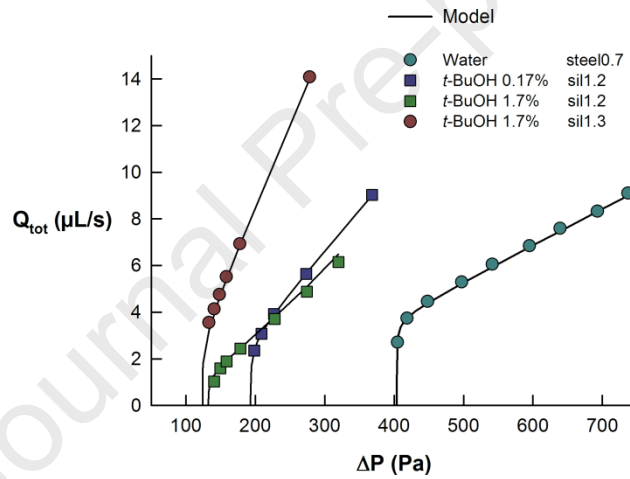 Model
Water steel0.7
t-BuOH 0.17% sil1.2
t-BuOH 1.7% sil1.2
t-BuOH 1.7% sil1.3
14
12
10
8
6
4
2
0
Qtot (µL/s)
100 200 300 400 500 600 700
ΔP (Pa)
Journal Pre-p